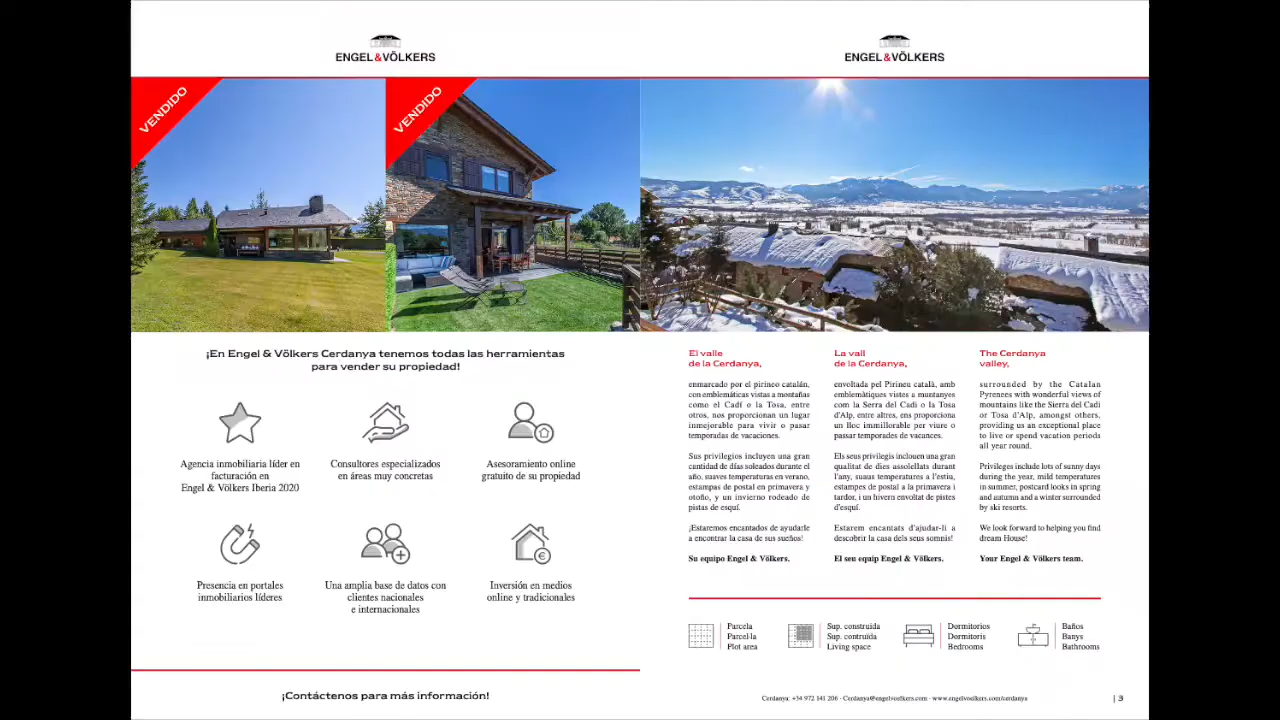 ENGEL&VÖLKERS
VENDIDO
VENDIDO
¡En Engel & Völkers Cerdanya tenemos todas las herramientas
para vender su propiedad!
Agencia inmobiliaria líder en
facturación en
Engel & Völkers Iberia 2020
Consultores especializados
en áreas muy concretas
Asesoramiento online
gratuito de su propiedad
Presencia en portales
inmobiliarios líderes
Una amplia base de datos con
clientes nacionales
e internacionales
Inversión en medios
online y tradicionales
¡Contáctenos para más información!
ENGEL&VÖLKERS
El valle
de la Cerdanya,
enmarcado por el pirineo catalán,
con emblemáticas vistas a montañas
como el Cadí o la Tosa, entre
otros, nos proporcionan un lugar
inmejorable para vivir o pasar
temporadas de vacaciones.
Sus privilegios incluyen una gran
cantidad de días soleados durante el
año, suaves temperaturas en verano,
estampas de postal en primavera y
otoño, y un invierno rodeado de
pistas de esquí.
¡Estaremos encantados de ayudarle
a encontrar la casa de sus sueños!
Su equipo Engel & Völkers.
La vall
de la Cerdanya,
envoltada pel Pirineu català, amb
emblemàtiques vistes a muntanyes
com la Serra del Cadí o la Tosa
d'Alp, entre altres, ens proporciona
un lloc immillorable per viure o
passar temporades de vacances.
Els seus privilegis inclouen una gran
qualitat de dies assolellats durant
l'any, suaus temperatures a l'estiu,
estampes de postal a la primavera i
tardor, i un hivern envoltat de pistes
d'esquí.
Estarem encantats d'ajudar-li a
descobrir la casa dels seus somnis!
El seu equip Engel & Völkers.
The Cerdanya
valley,
surrounded by the Catalan
Pyrenees with wonderful views of
mountains like the Sierra del Cadí
or Tosa d'Alp, amongst others,
providing us an exceptional place
to live or spend vacation periods
all year round.
Privileges include lots of sunny days
during the year, mild temperatures
in summer, postcard looks in spring
and autumn and a winter surrounded
by ski resorts.
We look forward to helping you find
dream House!
Your Engel & Völkers team.
Parcela
Parcel·la
Plot area
Sup. construida
Sup. contruïda
Living space
Dormitorios
Dormitoris
Bedrooms
Baños
Banys
Bathrooms
Cerdanya: +34 972 141 206 · Cerdanya@engelvoelkers.com · www.engelvoelkers.com/cerdanya
| 3